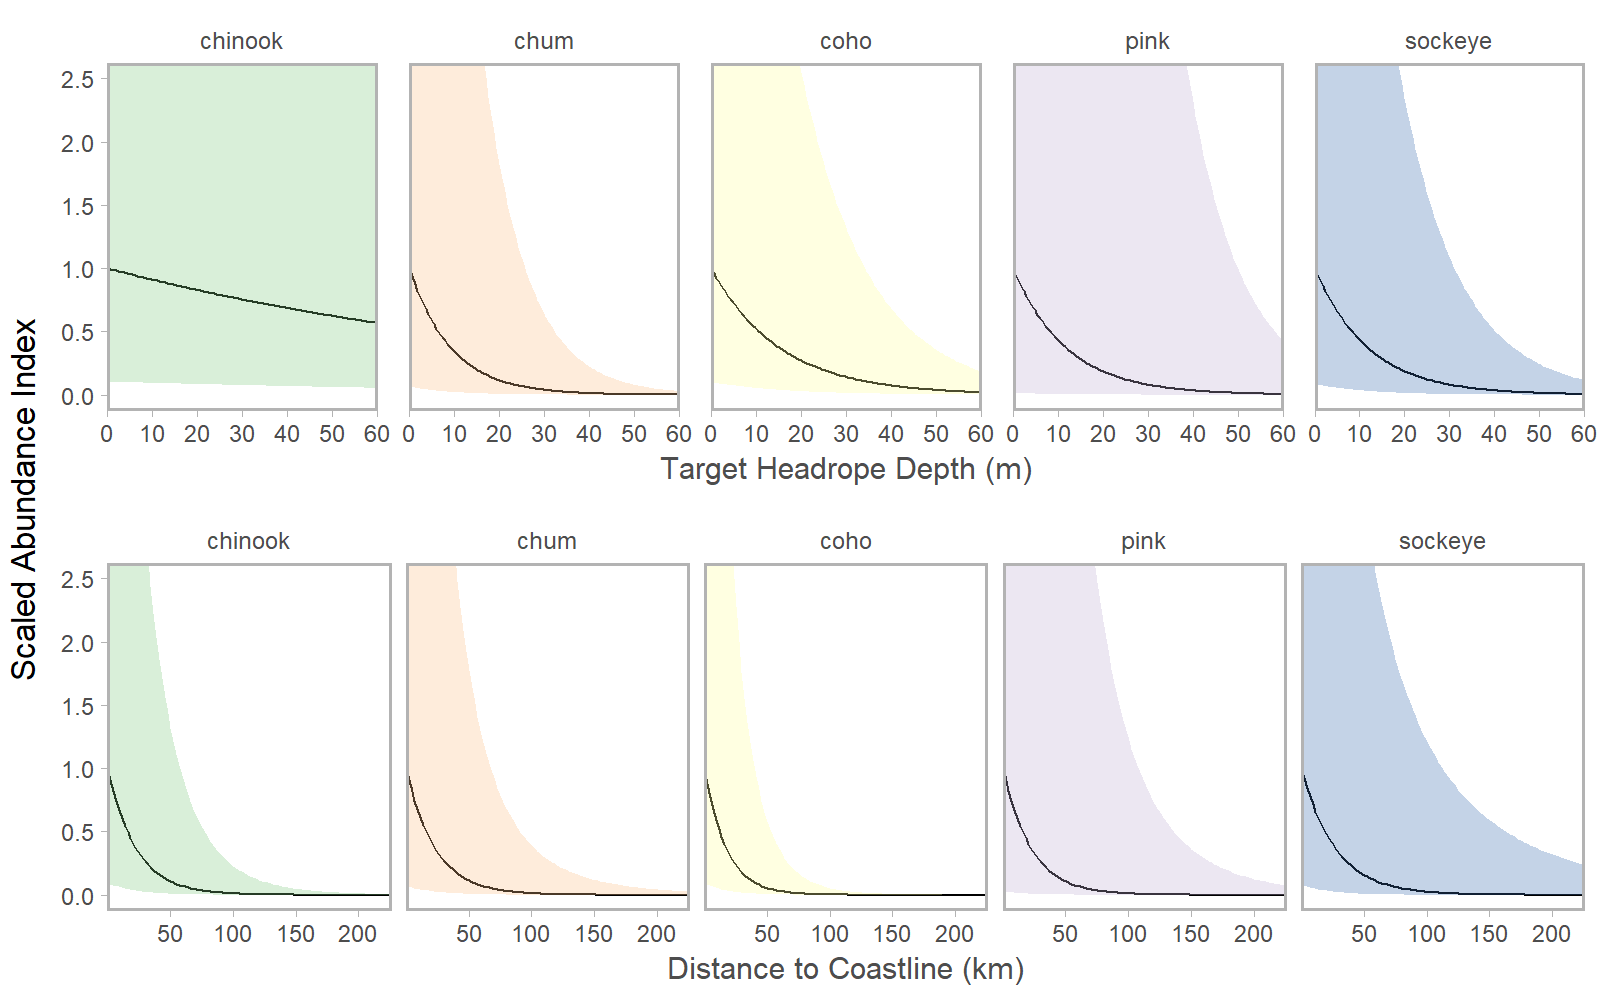 chinook chum coho pink sockeye
2.5
2.0
1.5
1.0
0.5
0.0
0 10 20 30 40 50 60 0 10 20 30 40 50 60 0 10 20 30 40 50 60 0 10 20 30 40 50 60 0 10 20 30 40 50 60
Target Headrope Depth (m)
Scaled Abundance Index
chinook chum coho pink sockeye
2.5
2.0
1.5
1.0
0.5
0.0
50 100 150 200 50 100 150 200 50 100 150 200 50 100 150 200 50 100 150 200
Distance to Coastline (km)